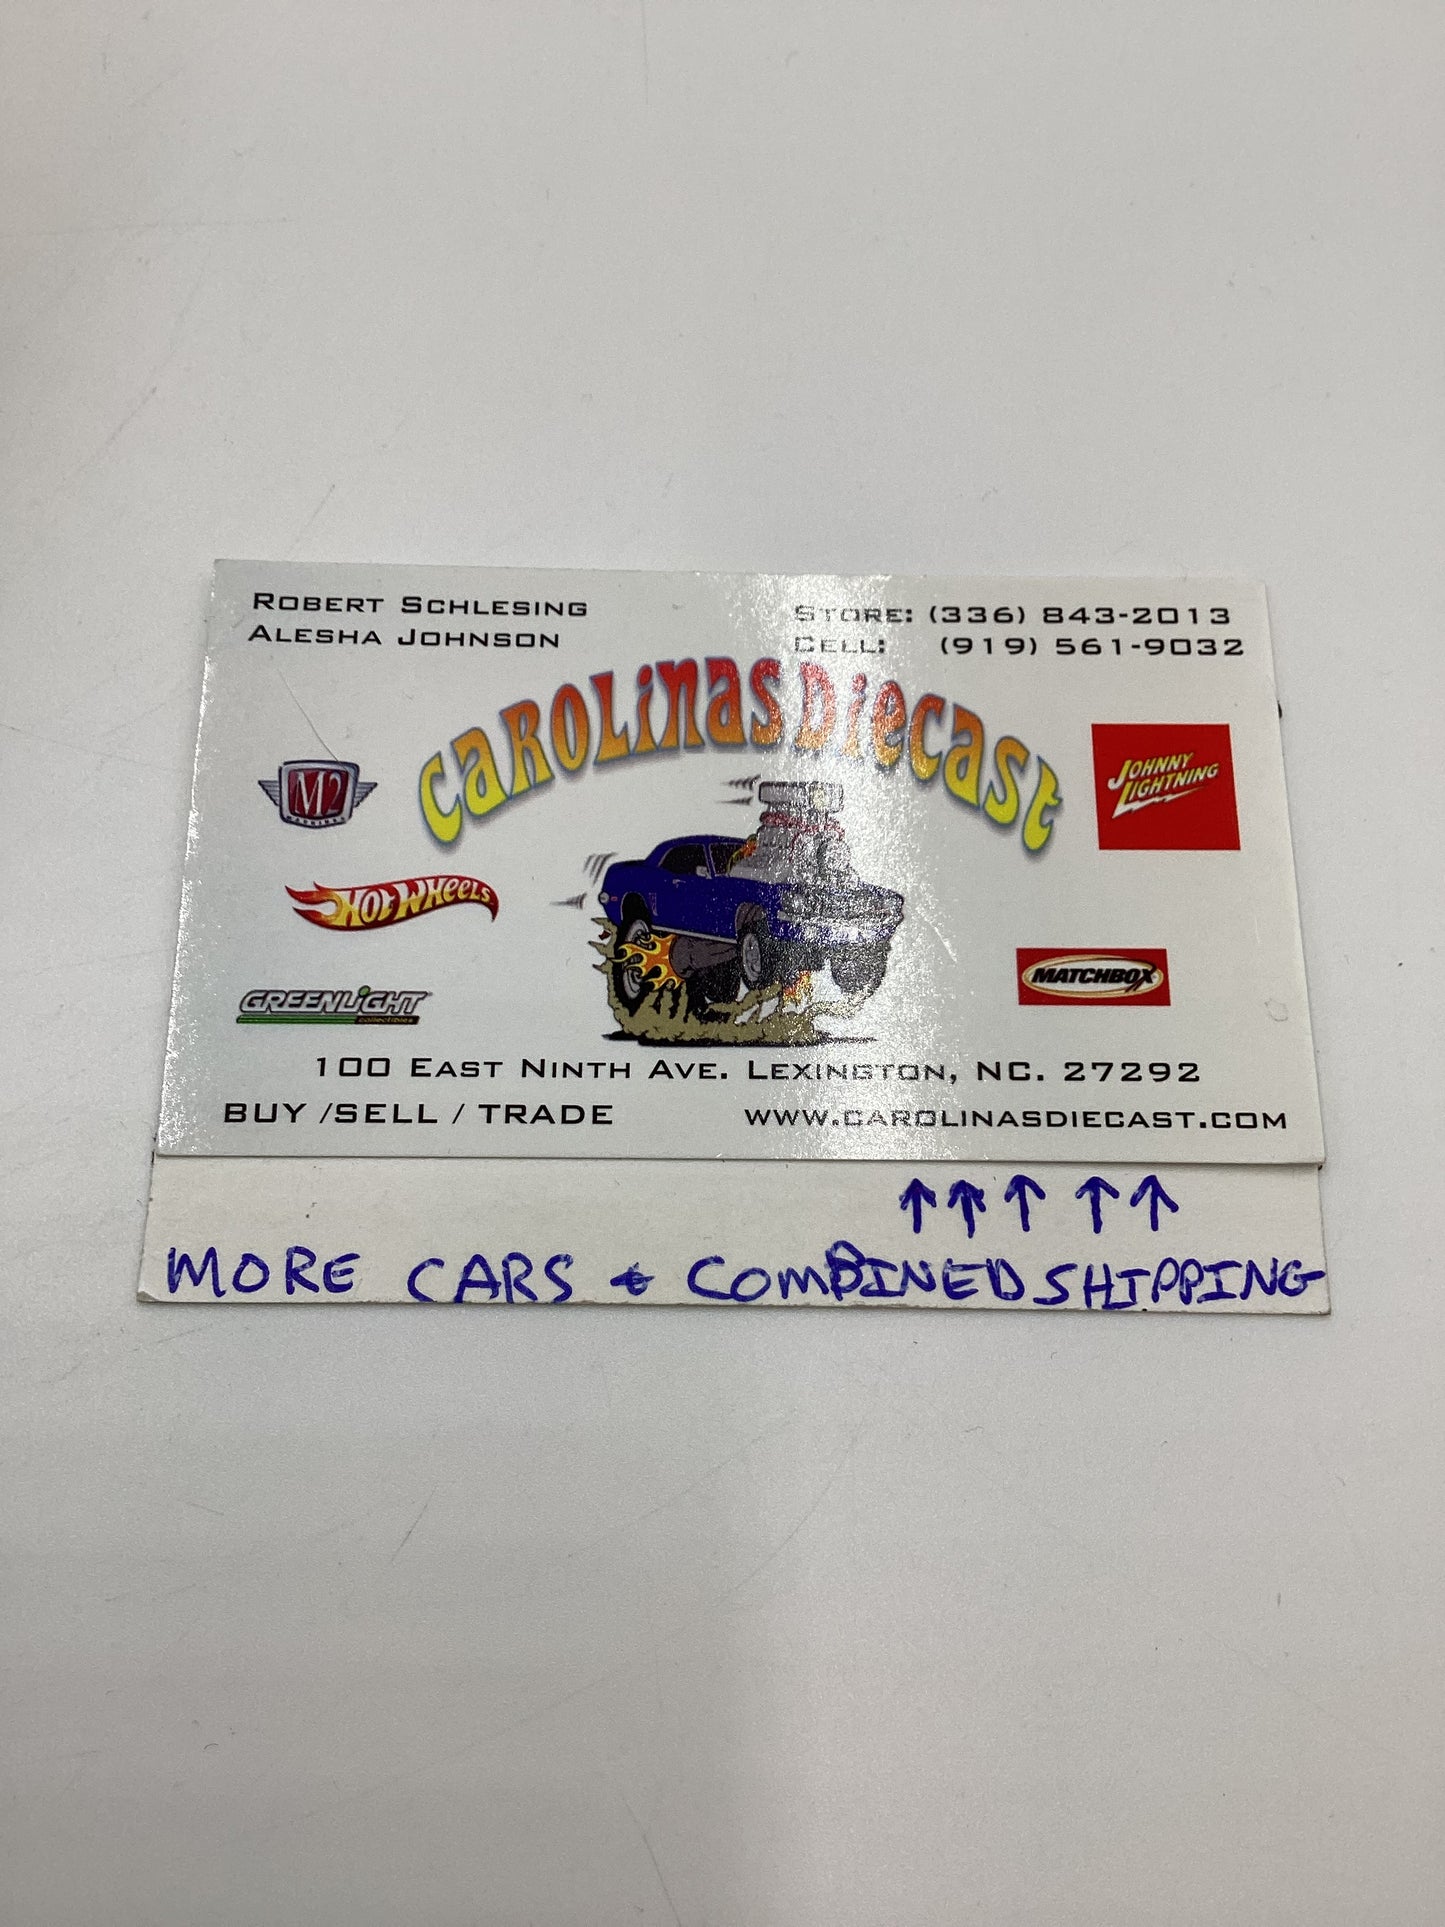 ROBERT SCHLESING
ALESHA JOHNSON
STORE: (336) 843-2013
CELL: (919) 561-9032
CAROLINAS DIECAST
M2
MACHINES
JOHNNY
LIGHTNING
HOT WHEELS
MATCHBOX
GREENLIGHT
collectibles
100 EAST NINTH AVE. LEXINGTON, NC. 27292
BUY /SELL / TRADE
WWW.CAROLINASDIECAST.COM
↑ ↑ ↑ ↑ ↑
MORE CARS & COMBINED SHIPPING